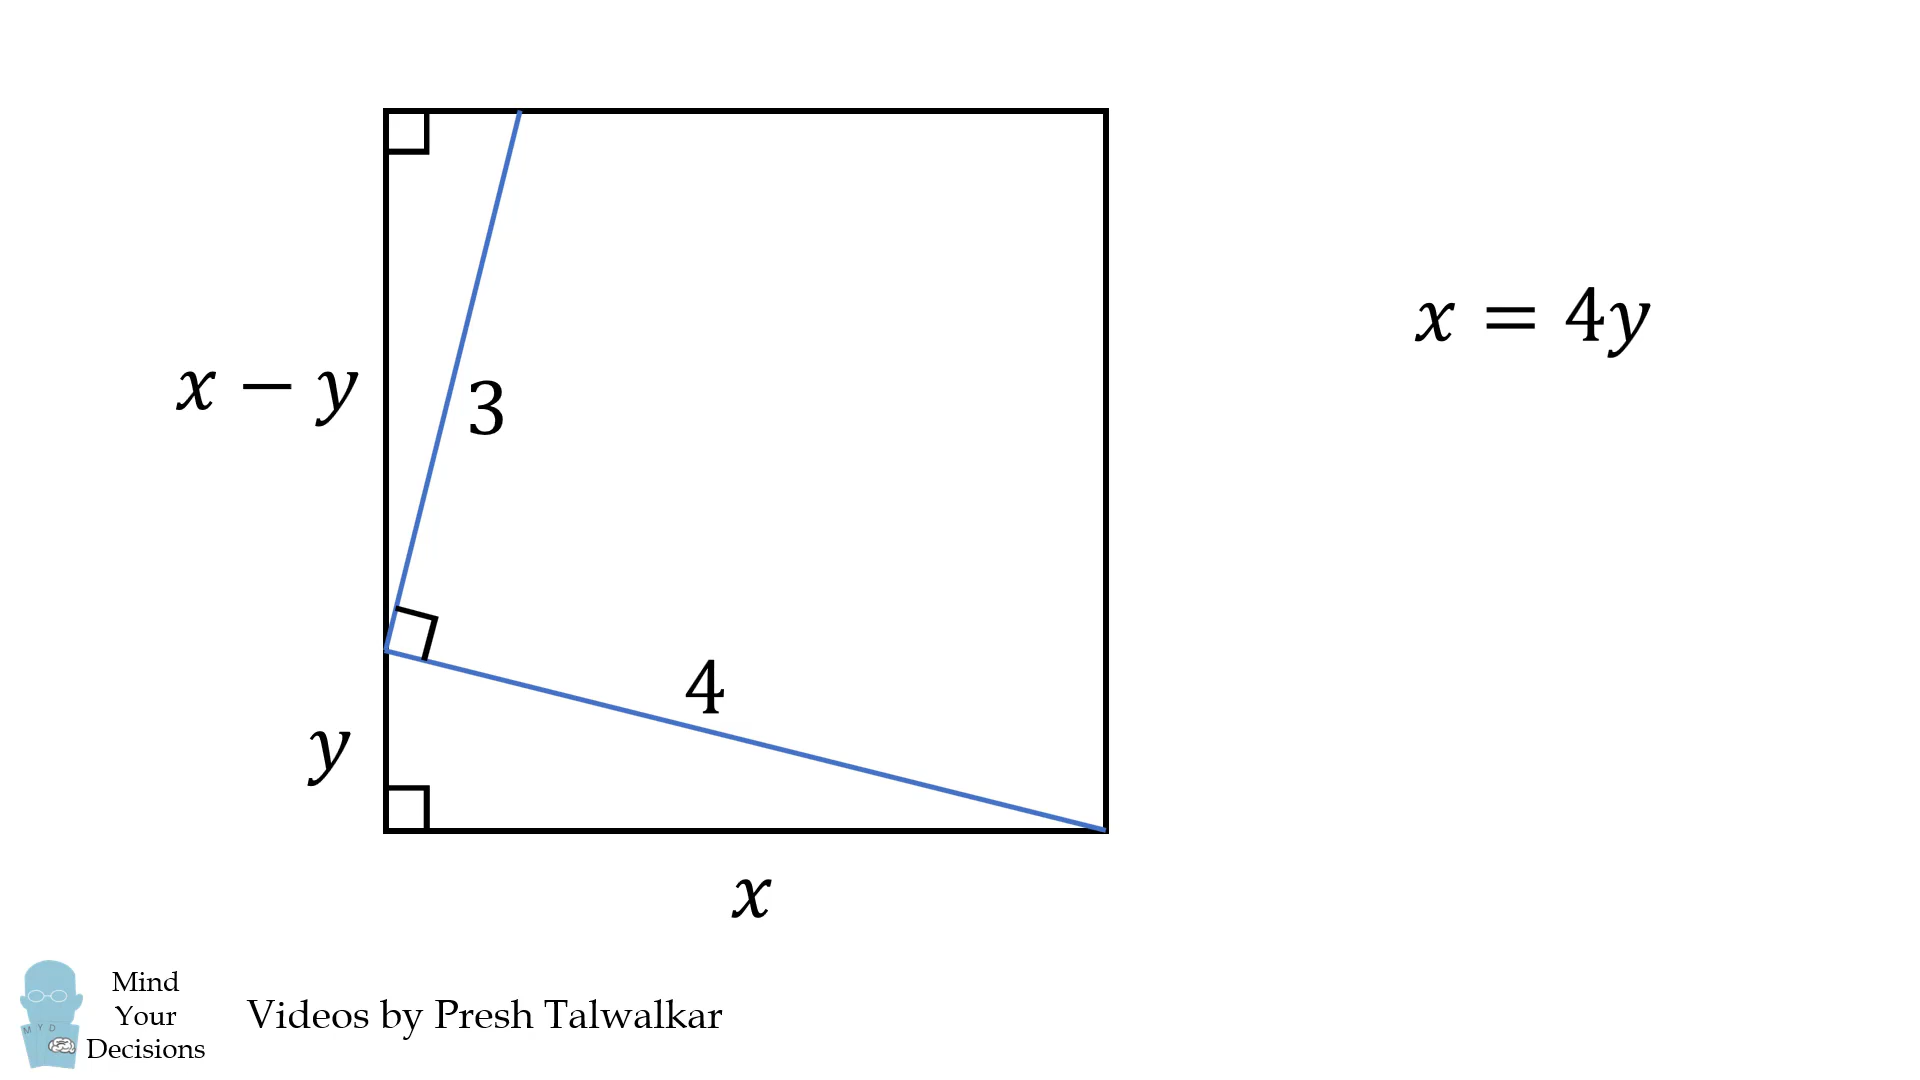 x = 4y
x − y
3
4
y
x
Mind
Your
Decisions
M Y D
Videos by Presh Talwalkar